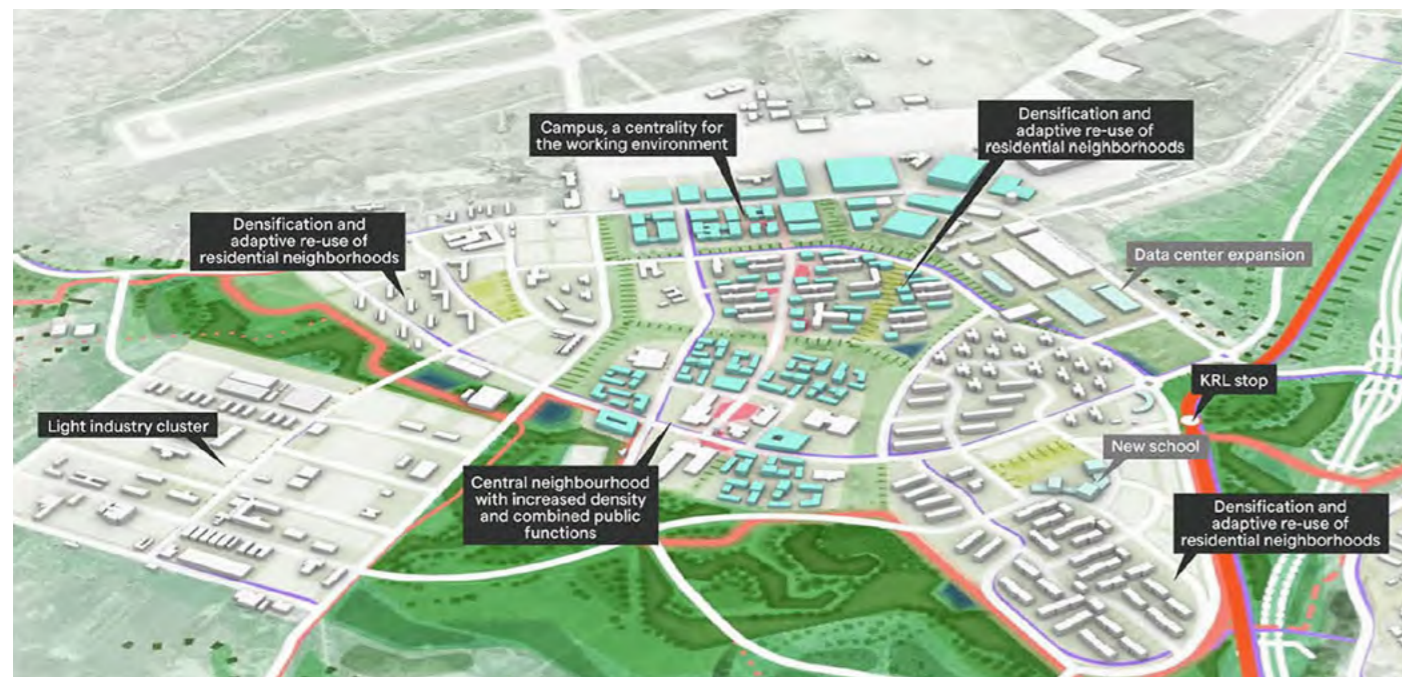 Campus, a centrality for
the working environment
Densification and
adaptive re-use of
residential neighborhoods
Densification and
adaptive re-use of
residential neighborhoods
Data center expansion
KRL stop
Light industry cluster
New school
Central neighbourhood
with increased density
and combined public
functions
Densification and
adaptive re-use of
residential neighborhoods